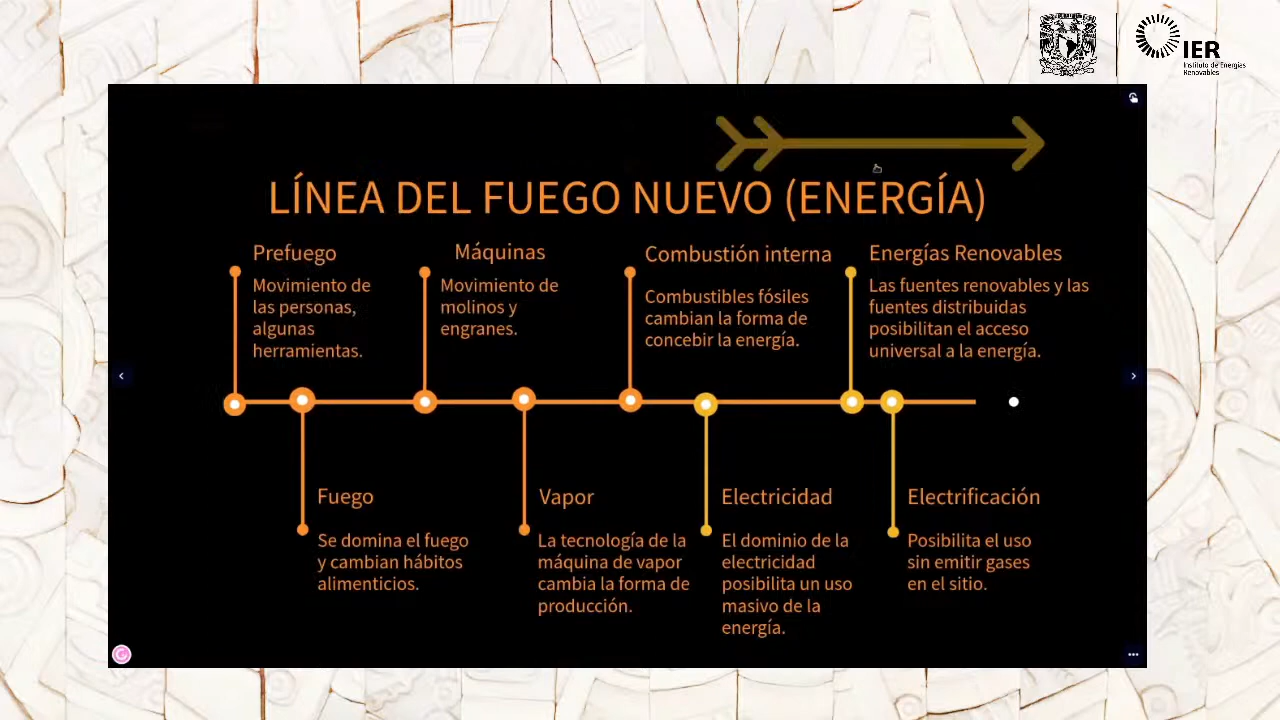 IER
Instituto de Energías
Renovables
LÍNEA DEL FUEGO NUEVO (ENERGÍA)
Prefuego
Movimiento de
las personas,
algunas
herramientas.
Máquinas
Movimiento de
molinos y
engranes.
Combustión interna
Combustibles fósiles
cambian la forma de
concebir la energía.
Energías Renovables
Las fuentes renovables y las
fuentes distribuidas
posibilitan el acceso
universal a la energía.
Fuego
Se domina el fuego
y cambian hábitos
alimenticios.
Vapor
La tecnología de la
máquina de vapor
cambia la forma de
producción.
Electricidad
El dominio de la
electricidad
posibilita un uso
masivo de la
energía.
Electrificación
Posibilita el uso
sin emitir gases
en el sitio.